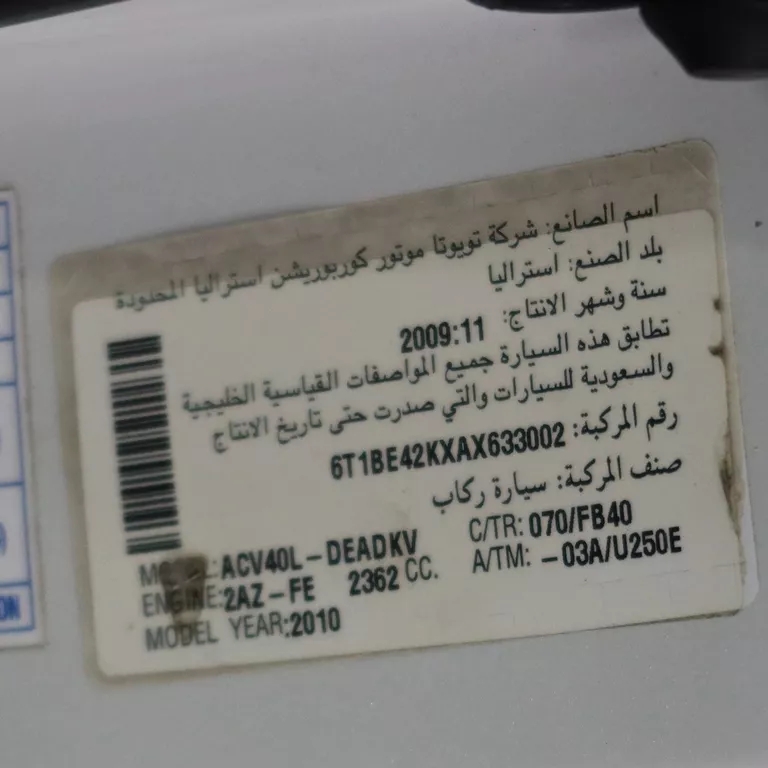 اسم الصانع: شركة تويوتا موتور كوربوريشن استراليا المحدودة
بلد الصنع: استراليا
سنة وشهر الانتاج: 2009:11
تطابق هذه السيارة جميع المواصفات القياسية الخليجية
والسعودية للسيارات والتي صدرت حتى تاريخ الانتاج
رقم المركبة: 6T1BE42KXAX633002
صنف المركبة: سيارة ركاب
MODEL:ACV40L-DEADKV C/TR: 070/FB40
ENGINE:2AZ-FE 2362 CC. A/TM: -03A/U250E
MODEL YEAR:2010